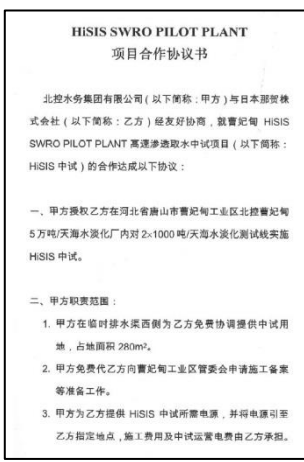 HiSIS SWRO PILOT PLANT
项目合作协议书
北控水务集团有限公司（以下简称：甲方）与日本那贺株
式会社（以下简称：乙方）经友好协商，就曹妃甸 HiSIS
SWRO PILOT PLANT 高速渗透取水中试项目（以下简称：
HiSIS 中试）的合作达成以下协议：
一、甲方授权乙方在河北省唐山市曹妃甸工业区北控曹妃甸
5 万吨/天海水淡化厂内对 2×1000 吨/天海水淡化测试线实施
HiSIS 中试。
二、甲方职责范围：
1. 甲方在临时排水渠西侧为乙方免费协调提供中试用
地，占地面积 280m²。
2. 甲方免费代乙方向曹妃甸工业区管委会申请施工备案
等准备工作。
3. 甲方为乙方提供 HiSIS 中试所需电源，并将电源引至
乙方指定地点，施工费用及中试运营电费由乙方承担。